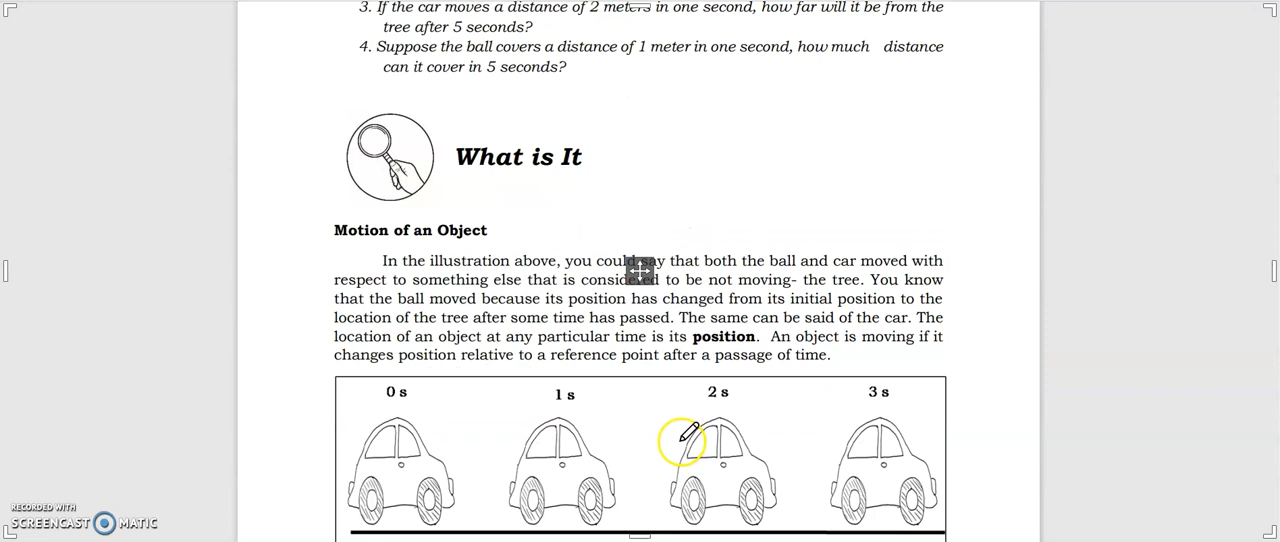 3. If the car moves a distance of 2 meters in one second, how far will it be from the
tree after 5 seconds?
4. Suppose the ball covers a distance of 1 meter in one second, how much distance
can it cover in 5 seconds?
What is It
Motion of an Object
In the illustration above, you could say that both the ball and car moved with
respect to something else that is considered to be not moving- the tree. You know
that the ball moved because its position has changed from its initial position to the
location of the tree after some time has passed. The same can be said of the car. The
location of an object at any particular time is its position. An object is moving if it
changes position relative to a reference point after a passage of time.
0 s 1 s 2 s 3 s
RECORDED WITH
SCREENCAST MATIC